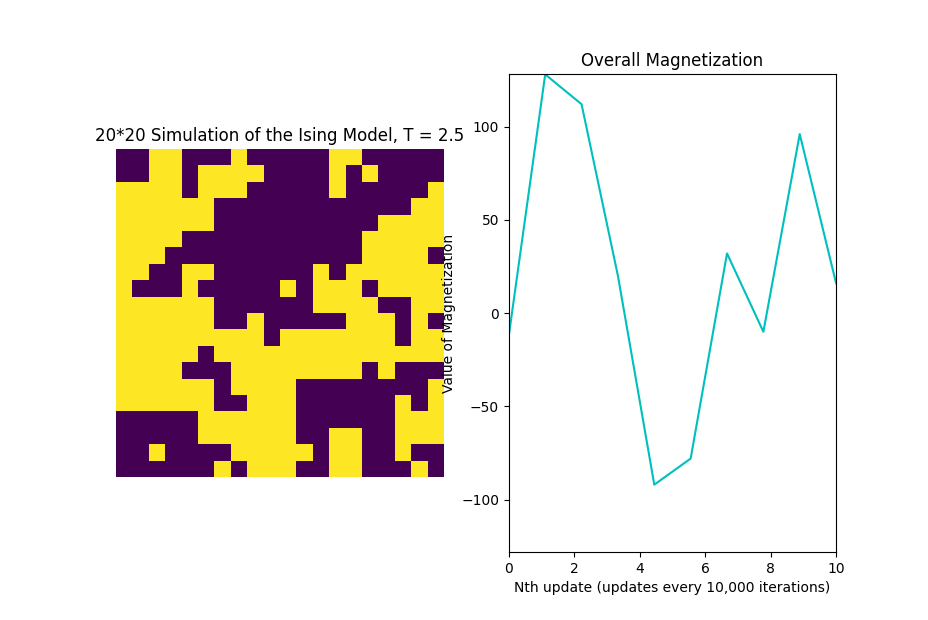 20*20 Simulation of the Ising Model, T = 2.5
Overall Magnetization
Value of Magnetization
100
50
0
−50
−100
0 2 4 6 8 10
Nth update (updates every 10,000 iterations)